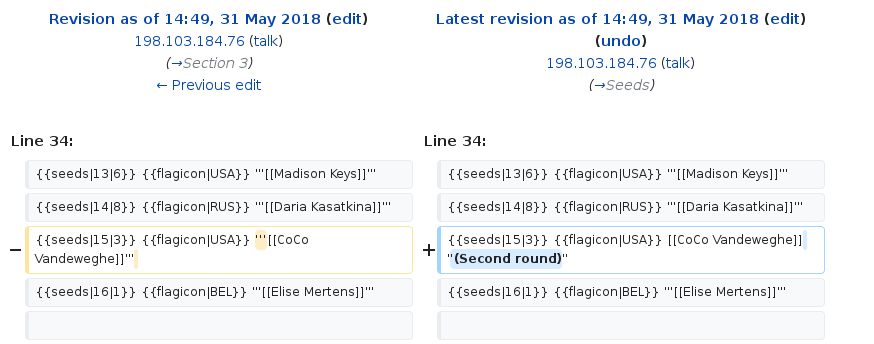 Revision as of 14:49, 31 May 2018 (edit)
198.103.184.76 (talk)
(→Section 3)
← Previous edit
Latest revision as of 14:49, 31 May 2018 (edit)
(undo)
198.103.184.76 (talk)
(→Seeds)
Line 34:
Line 34:
{{seeds|13|6}} {{flagicon|USA}} '''[[Madison Keys]]'''
{{seeds|13|6}} {{flagicon|USA}} '''[[Madison Keys]]'''
{{seeds|14|8}} {{flagicon|RUS}} '''[[Daria Kasatkina]]'''
{{seeds|14|8}} {{flagicon|RUS}} '''[[Daria Kasatkina]]'''
− {{seeds|15|3}} {{flagicon|USA}} '''[[CoCo
Vandeweghe]]'''
+ {{seeds|15|3}} {{flagicon|USA}} [[CoCo Vandeweghe]]
''(Second round)''
{{seeds|16|1}} {{flagicon|BEL}} '''[[Elise Mertens]]'''
{{seeds|16|1}} {{flagicon|BEL}} '''[[Elise Mertens]]'''